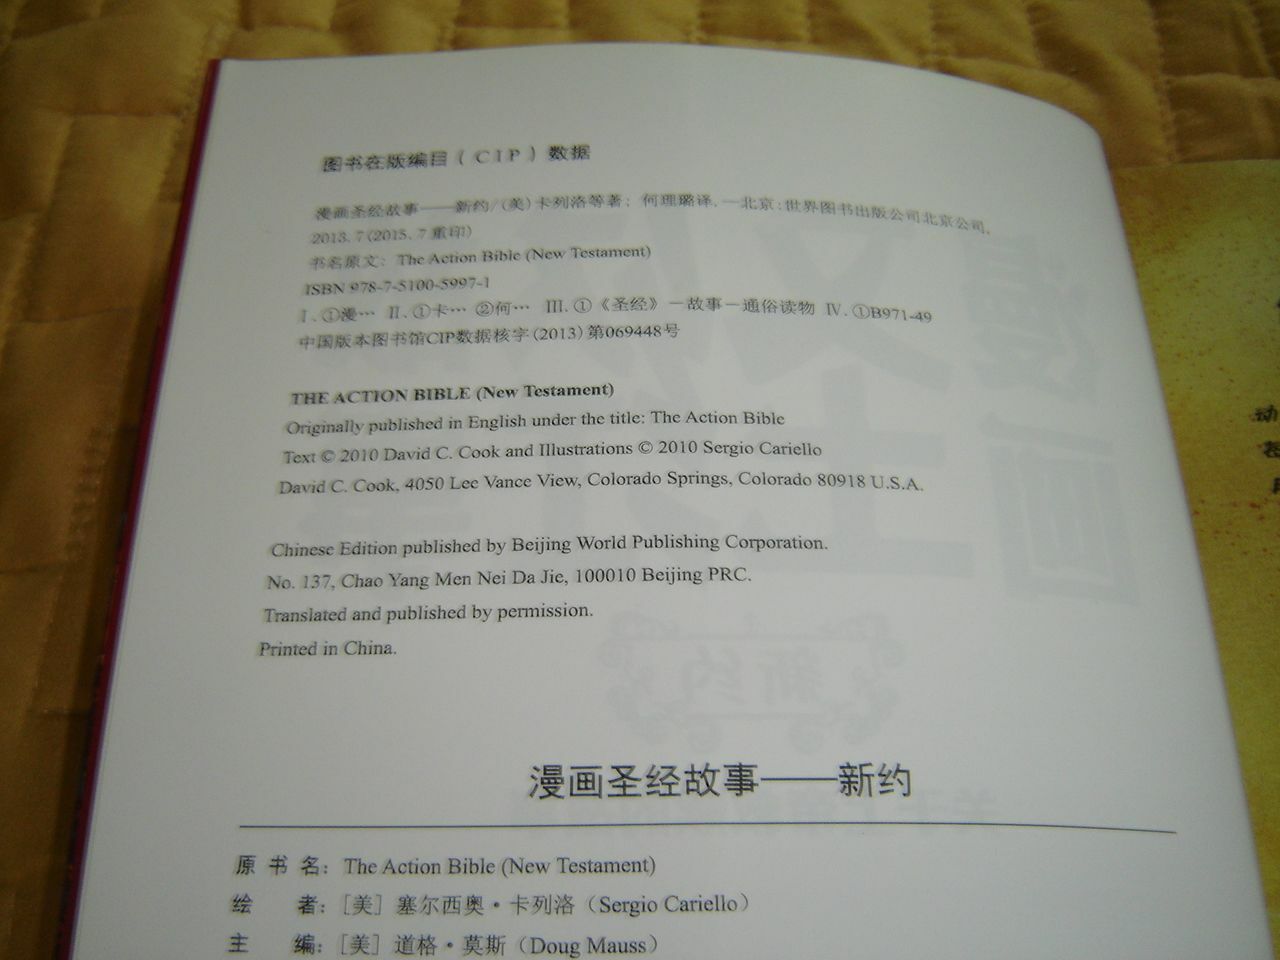 图书在版编目（CIP）数据
漫画圣经故事——新约/(美)卡列洛等著；何理璐译.—北京：世界图书出版公司北京公司，
2013.7(2015.7重印)
书名原文：The Action Bible (New Testament)
ISBN 978-7-5100-5997-1
Ⅰ.①漫… Ⅱ.①卡… ②何… Ⅲ.①《圣经》－故事－通俗读物 Ⅳ.①B971-49
中国版本图书馆CIP数据核字(2013)第069448号
THE ACTION BIBLE (New Testament)
Originally published in English under the title: The Action Bible
Text © 2010 David C. Cook and Illustrations © 2010 Sergio Cariello
David C. Cook, 4050 Lee Vance View, Colorado Springs, Colorado 80918 U.S.A.
Chinese Edition published by Beijing World Publishing Corporation.
No. 137, Chao Yang Men Nei Da Jie, 100010 Beijing PRC.
Translated and published by permission.
Printed in China.
漫画圣经故事——新约
原 书 名：The Action Bible (New Testament)
绘 者：［美］塞尔西奥·卡列洛（Sergio Cariello）
主 编：［美］道格·莫斯（Doug Mauss）
动